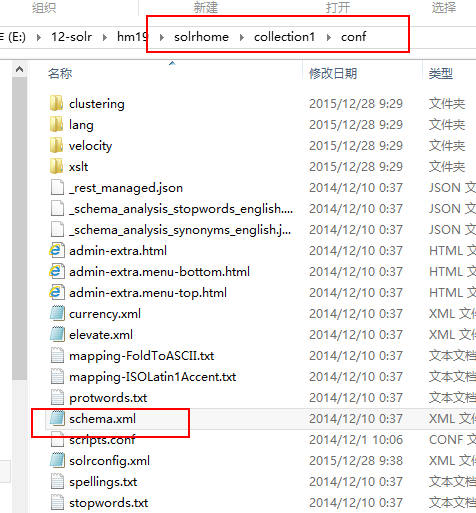 组织 新建 打开 选
(E:) 12-solr hm19 solrhome collection1 conf
名称 修改日期 类型
clustering 2015/12/28 9:29 文件夹
lang 2015/12/28 9:29 文件夹
velocity 2015/12/28 9:29 文件夹
xslt 2015/12/28 9:29 文件夹
_rest_managed.json 2014/12/10 0:37 JSON 文
_schema_analysis_stopwords_english.... 2014/12/10 0:37 JSON 文
_schema_analysis_synonyms_english.j... 2014/12/10 0:37 JSON 文
admin-extra.html 2014/12/10 0:37 HTML 文
admin-extra.menu-bottom.html 2014/12/10 0:37 HTML 文
admin-extra.menu-top.html 2014/12/10 0:37 HTML 文
currency.xml 2014/12/10 0:37 XML 文件
elevate.xml 2014/12/10 0:37 XML 文件
mapping-FoldToASCII.txt 2014/12/10 0:37 文本文档
mapping-ISOLatin1Accent.txt 2014/12/10 0:37 文本文档
protwords.txt 2014/12/10 0:37 文本文档
schema.xml 2014/12/10 0:37 XML 文件
scripts.conf 2014/12/1 10:06 CONF 文
solrconfig.xml 2015/12/28 9:38 XML 文件
spellings.txt 2014/12/10 0:37 文本文档
stopwords.txt 2014/12/10 0:37 文本文档